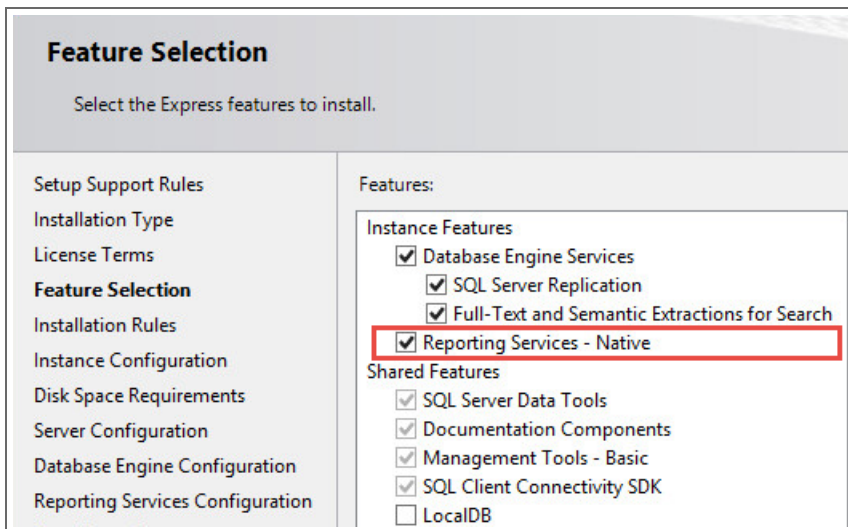 Feature Selection
Select the Express features to install.
Setup Support Rules
Installation Type
License Terms
Feature Selection
Installation Rules
Instance Configuration
Disk Space Requirements
Server Configuration
Database Engine Configuration
Reporting Services Configuration
Features:
Instance Features
Database Engine Services
SQL Server Replication
Full-Text and Semantic Extractions for Search
Reporting Services - Native
Shared Features
SQL Server Data Tools
Documentation Components
Management Tools - Basic
SQL Client Connectivity SDK
LocalDB